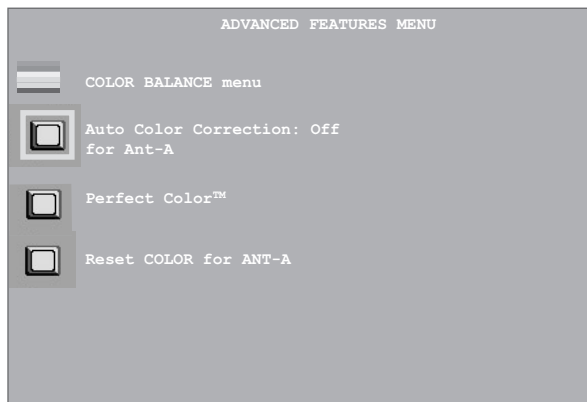 ADVANCED FEATURES MENU
COLOR BALANCE menu
Auto Color Correction: Off
for Ant-A
Perfect Color™
Reset COLOR for ANT-A